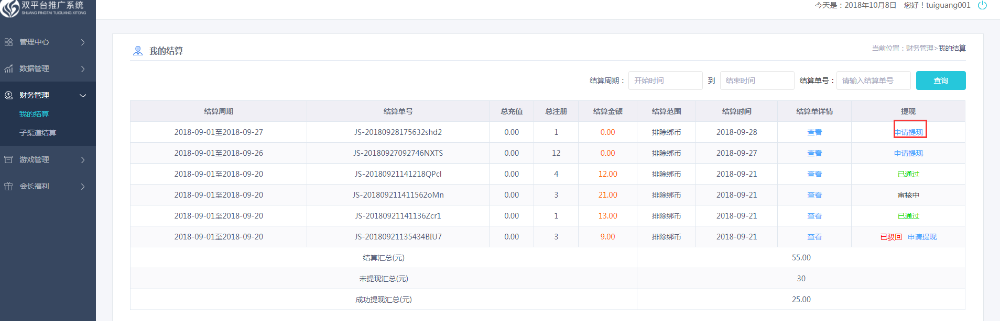 双平台推广系统
SHUANG PINGTAI TUIGUANG XITONG
今天是：2018年10月8日 您好！tuiguang001
管理中心
数据管理
财务管理
我的结算
子渠道结算
游戏管理
会长福利
我的结算
当前位置：财务管理>我的结算
结算周期： 开始时间 到 结束时间 结算单号： 请输入结算单号 查询
结算周期 结算单号 总充值 总注册 结算金额 结算范围 结算时间 结算单详情 提现
2018-09-01至2018-09-27 JS-20180928175632shd2 0.00 1 0.00 排除绑币 2018-09-28 查看 申请提现
2018-09-01至2018-09-26 JS-20180927092746NXTS 0.00 12 0.00 排除绑币 2018-09-27 查看 申请提现
2018-09-01至2018-09-20 JS-20180921141218QPcl 0.00 4 12.00 排除绑币 2018-09-21 查看 已通过
2018-09-01至2018-09-20 JS-201809211411562oMn 0.00 3 21.00 排除绑币 2018-09-21 查看 审核中
2018-09-01至2018-09-20 JS-20180921141136Zcr1 0.00 1 13.00 排除绑币 2018-09-21 查看 已通过
2018-09-01至2018-09-20 JS-20180921135434BIU7 0.00 3 9.00 排除绑币 2018-09-21 查看 已驳回 申请提现
结算汇总(元) 55.00
未提现汇总(元) 30
成功提现汇总(元) 25.00